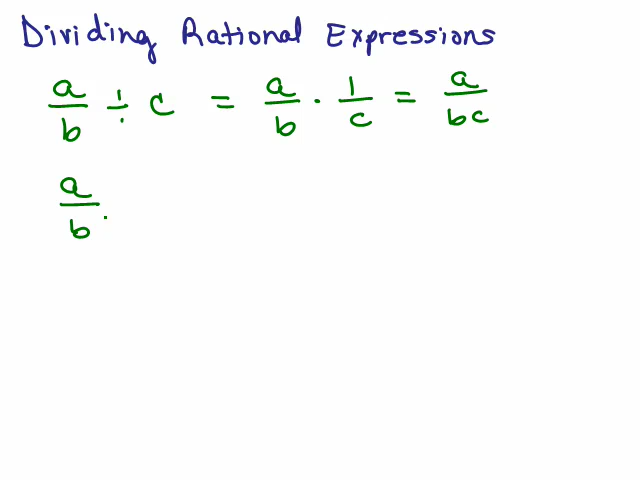 Dividing Rational Expressions
a/b ÷ c = a/b · 1/c = a/bc
a/b